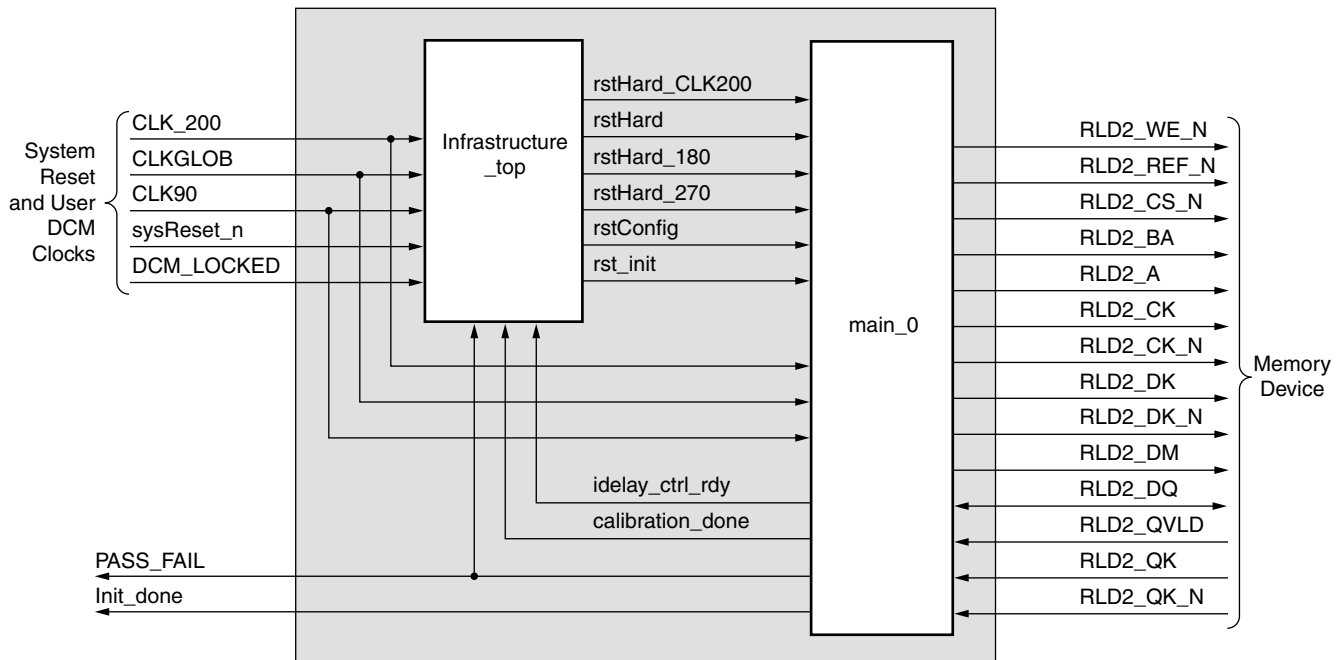 System
Reset
and User
DCM
Clocks
CLK_200
CLKGLOB
CLK90
sysReset_n
DCM_LOCKED
Infrastructure
_top
rstHard_CLK200
rstHard
rstHard_180
rstHard_270
rstConfig
rst_init
main_0
idelay_ctrl_rdy
calibration_done
PASS_FAIL
Init_done
RLD2_WE_N
RLD2_REF_N
RLD2_CS_N
RLD2_BA
RLD2_A
RLD2_CK
RLD2_CK_N
RLD2_DK
RLD2_DK_N
RLD2_DM
RLD2_DQ
RLD2_QVLD
RLD2_QK
RLD2_QK_N
Memory
Device